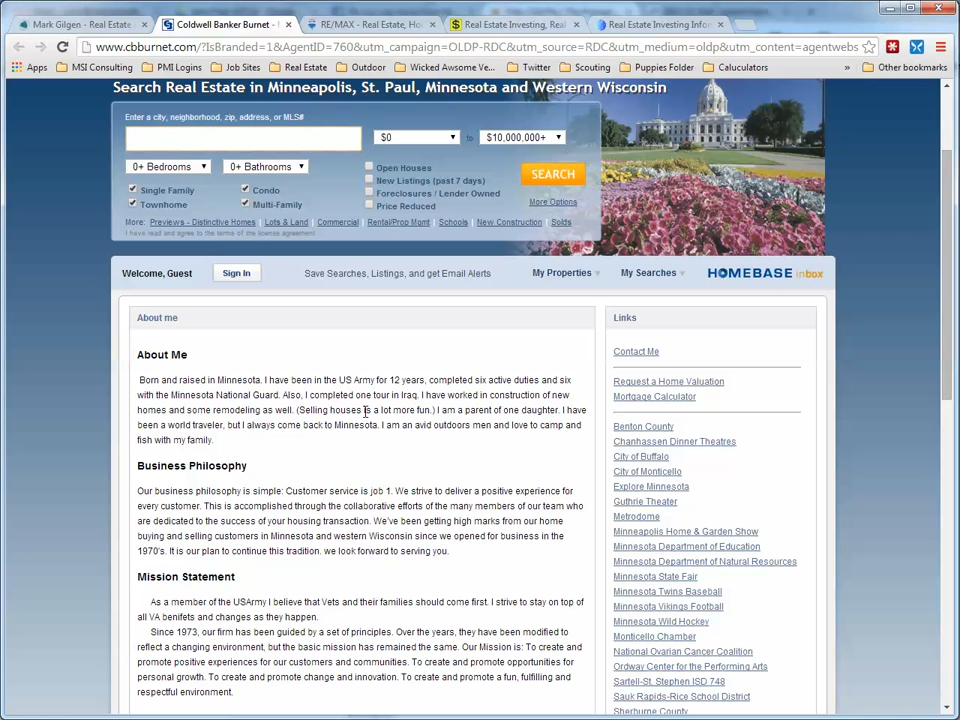 Mark Gilgen - Real Estate
Coldwell Banker Burnet -
RE/MAX - Real Estate, Ho
Real Estate Investing, Real
Real Estate Investing Infor
www.cbburnet.com/?IsBranded=1&AgentID=760&utm_campaign=OLDP-RDC&utm_source=RDC&utm_medium=oldp&utm_content=agentwebs
Apps MSI Consulting PMI Logins Job Sites Real Estate Outdoor Wicked Awsome Ve... Twitter Scouting Puppies Folder Caluculators » Other bookmarks
Search Real Estate in Minneapolis, St. Paul, Minnesota and Western Wisconsin
Enter a city, neighborhood, zip, address, or MLS#
$0 to $10,000,000+
0+ Bedrooms 0+ Bathrooms
Open Houses
New Listings (past 7 days)
Foreclosures / Lender Owned
Price Reduced
Single Family Condo
Townhome Multi-Family
SEARCH
More Options
More: Previews - Distinctive Homes Lots & Land Commercial Rental/Prop Mgmt Schools New Construction Solds
I have read and agree to the terms of the license agreement
Welcome, Guest Sign In Save Searches, Listings, and get Email Alerts My Properties My Searches HOMEBASE inbox
About me
About Me
Born and raised in Minnesota. I have been in the US Army for 12 years, completed six active duties and six
with the Minnesota National Guard. Also, I completed one tour in Iraq. I have worked in construction of new
homes and some remodeling as well. (Selling houses is a lot more fun.) I am a parent of one daughter. I have
been a world traveler, but I always come back to Minnesota. I am an avid outdoors men and love to camp and
fish with my family.
Business Philosophy
Our business philosophy is simple: Customer service is job 1. We strive to deliver a positive experience for
every customer. This is accomplished through the collaborative efforts of the many members of our team who
are dedicated to the success of your housing transaction. We've been getting high marks from our home
buying and selling customers in Minnesota and western Wisconsin since we opened for business in the
1970's. It is our plan to continue this tradition. we look forward to serving you.
Mission Statement
As a member of the USArmy I believe that Vets and their families should come first. I strive to stay on top of
all VA benifets and changes as they happen.
Since 1973, our firm has been guided by a set of principles. Over the years, they have been modified to
reflect a changing environment, but the basic mission has remained the same. Our Mission is: To create and
promote positive experiences for our customers and communities. To create and promote opportunities for
personal growth. To create and promote change and innovation. To create and promote a fun, fulfilling and
respectful environment.
Links
Contact Me
Request a Home Valuation
Mortgage Calculator
Benton County
Chanhassen Dinner Theatres
City of Buffalo
City of Monticello
Explore Minnesota
Guthrie Theater
Metrodome
Minneapolis Home & Garden Show
Minnesota Department of Education
Minnesota Department of Natural Resources
Minnesota State Fair
Minnesota Twins Baseball
Minnesota Vikings Football
Minnesota Wild Hockey
Monticello Chamber
National Ovarian Cancer Coalition
Ordway Center for the Performing Arts
Sartell-St. Stephen ISD 748
Sauk Rapids-Rice School District
Sherburne County